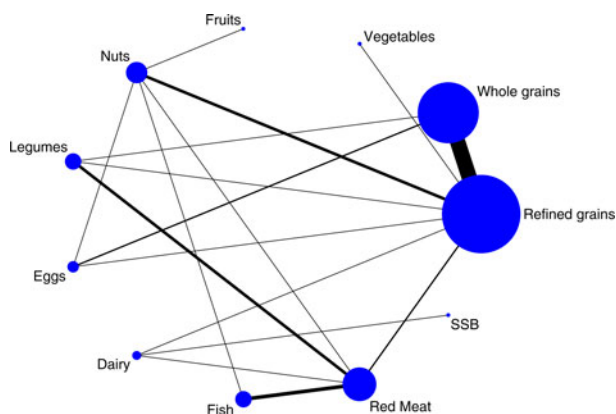 Fruits
Vegetables
Nuts
Whole grains
Legumes
Refined grains
Eggs
SSB
Dairy
Fish
Red Meat